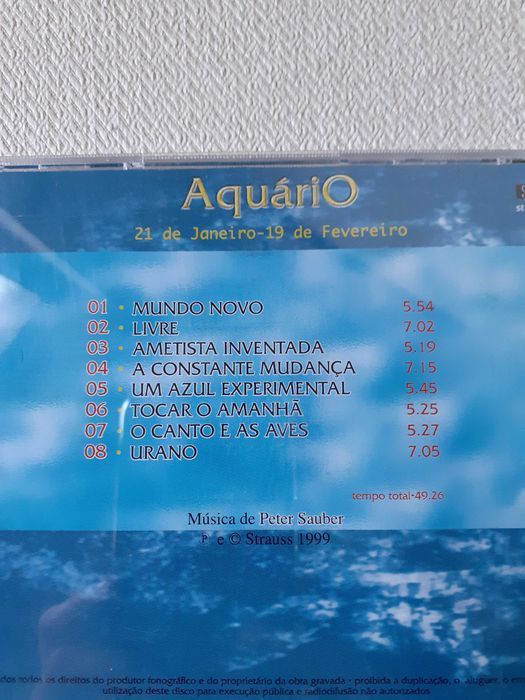 AquáriO
21 de Janeiro-19 de Fevereiro
01 • MUNDO NOVO 5.54
02 • LIVRE 7.02
03 • AMETISTA INVENTADA 5.19
04 • A CONSTANTE MUDANÇA 7.15
05 • UM AZUL EXPERIMENTAL 5.45
06 • TOCAR O AMANHÃ 5.25
07 • O CANTO E AS AVES 5.27
08 • URANO 7.05
tempo total•49.26
Música de Peter Sauber
℗ e © Strauss 1999
todos os direitos do produtor fonográfico e do proprietário da obra gravada • proibida a duplicação, o aluguer, o
utilização deste disco para execução pública e radiodifusão não autorizados